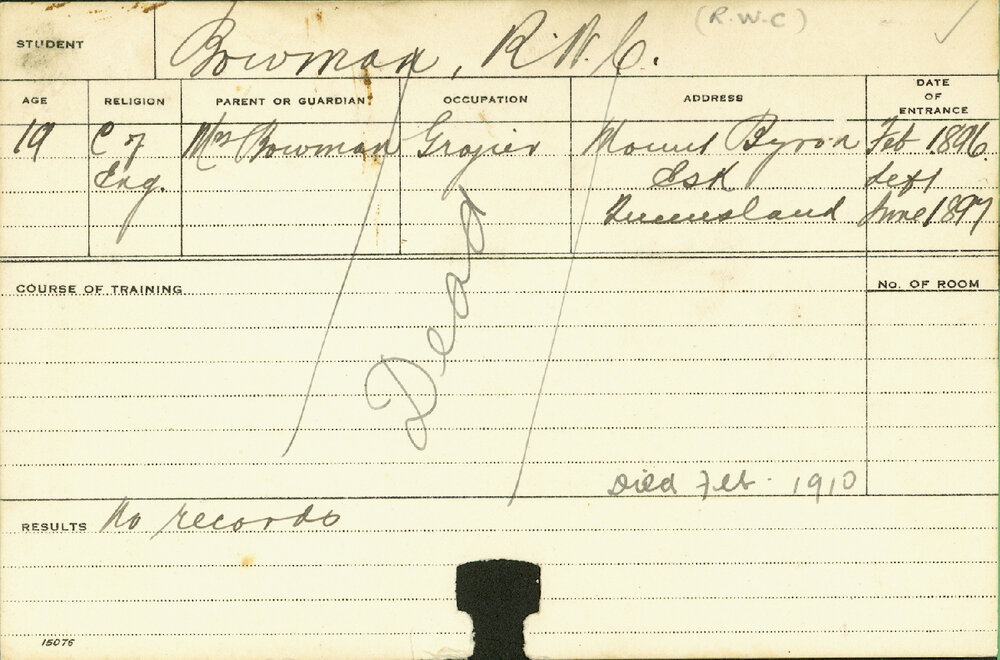 (R.W.C)
STUDENT Bowman, R.W.C.
AGE RELIGION PARENT OR GUARDIAN OCCUPATION ADDRESS DATE OF ENTRANCE
19 C of Mrs Bowman Grazier Mount Byron Feb 1896.
Eng. Esk left
Queensland June 1897
Dead
COURSE OF TRAINING No. OF ROOM
Died Feb. 1910
RESULTS No records
15076